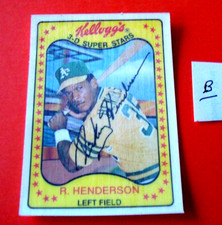 Kellogg's
3-D SUPER STARS
R. HENDERSON
LEFT FIELD
B